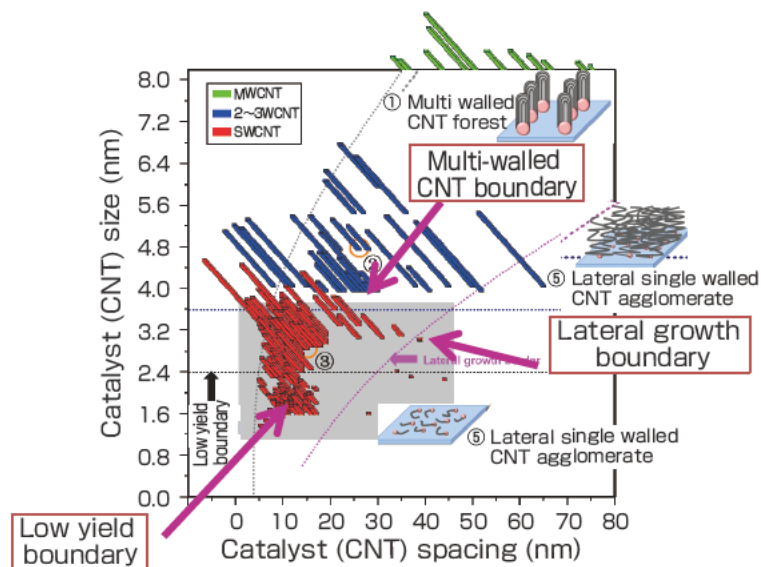 8.0
7.2
6.4
5.6
4.8
4.0
3.2
2.4
1.6
0.8
0.0
Catalyst (CNT) size (nm)
MWCNT
2~3WCNT
SWCNT
① Multi walled
CNT forest
Multi-walled
CNT boundary
⑤ Lateral single walled
CNT agglomerate
Lateral growth
boundary
③
Lateral growth
Low yield
boundary
⑤ Lateral single walled
CNT agglomerate
Low yield
boundary
0 10 20 30 40 50 60 70 80
Catalyst (CNT) spacing (nm)